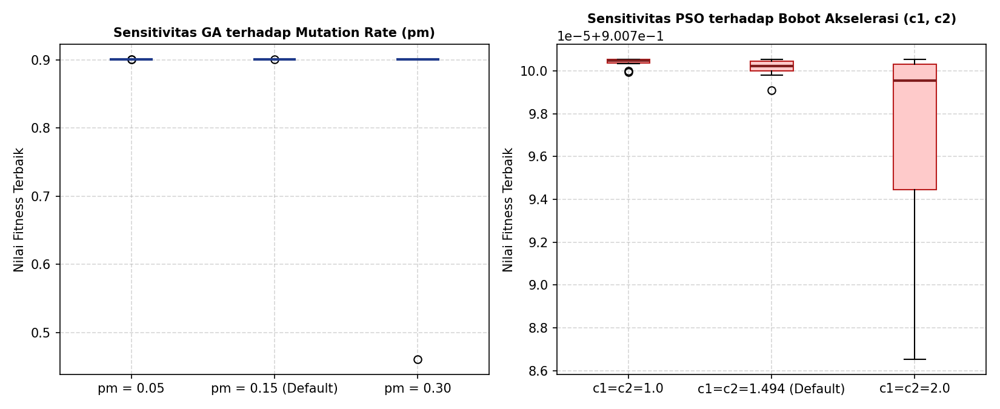 Sensitivitas GA terhadap Mutation Rate (pm)
Nilai Fitness Terbaik
0.9
0.8
0.7
0.6
0.5
pm = 0.05
pm = 0.15 (Default)
pm = 0.30
Sensitivitas PSO terhadap Bobot Akselerasi (c1, c2)
1e−5+9.007e−1
Nilai Fitness Terbaik
10.0
9.8
9.6
9.4
9.2
9.0
8.8
8.6
c1=c2=1.0
c1=c2=1.494 (Default)
c1=c2=2.0